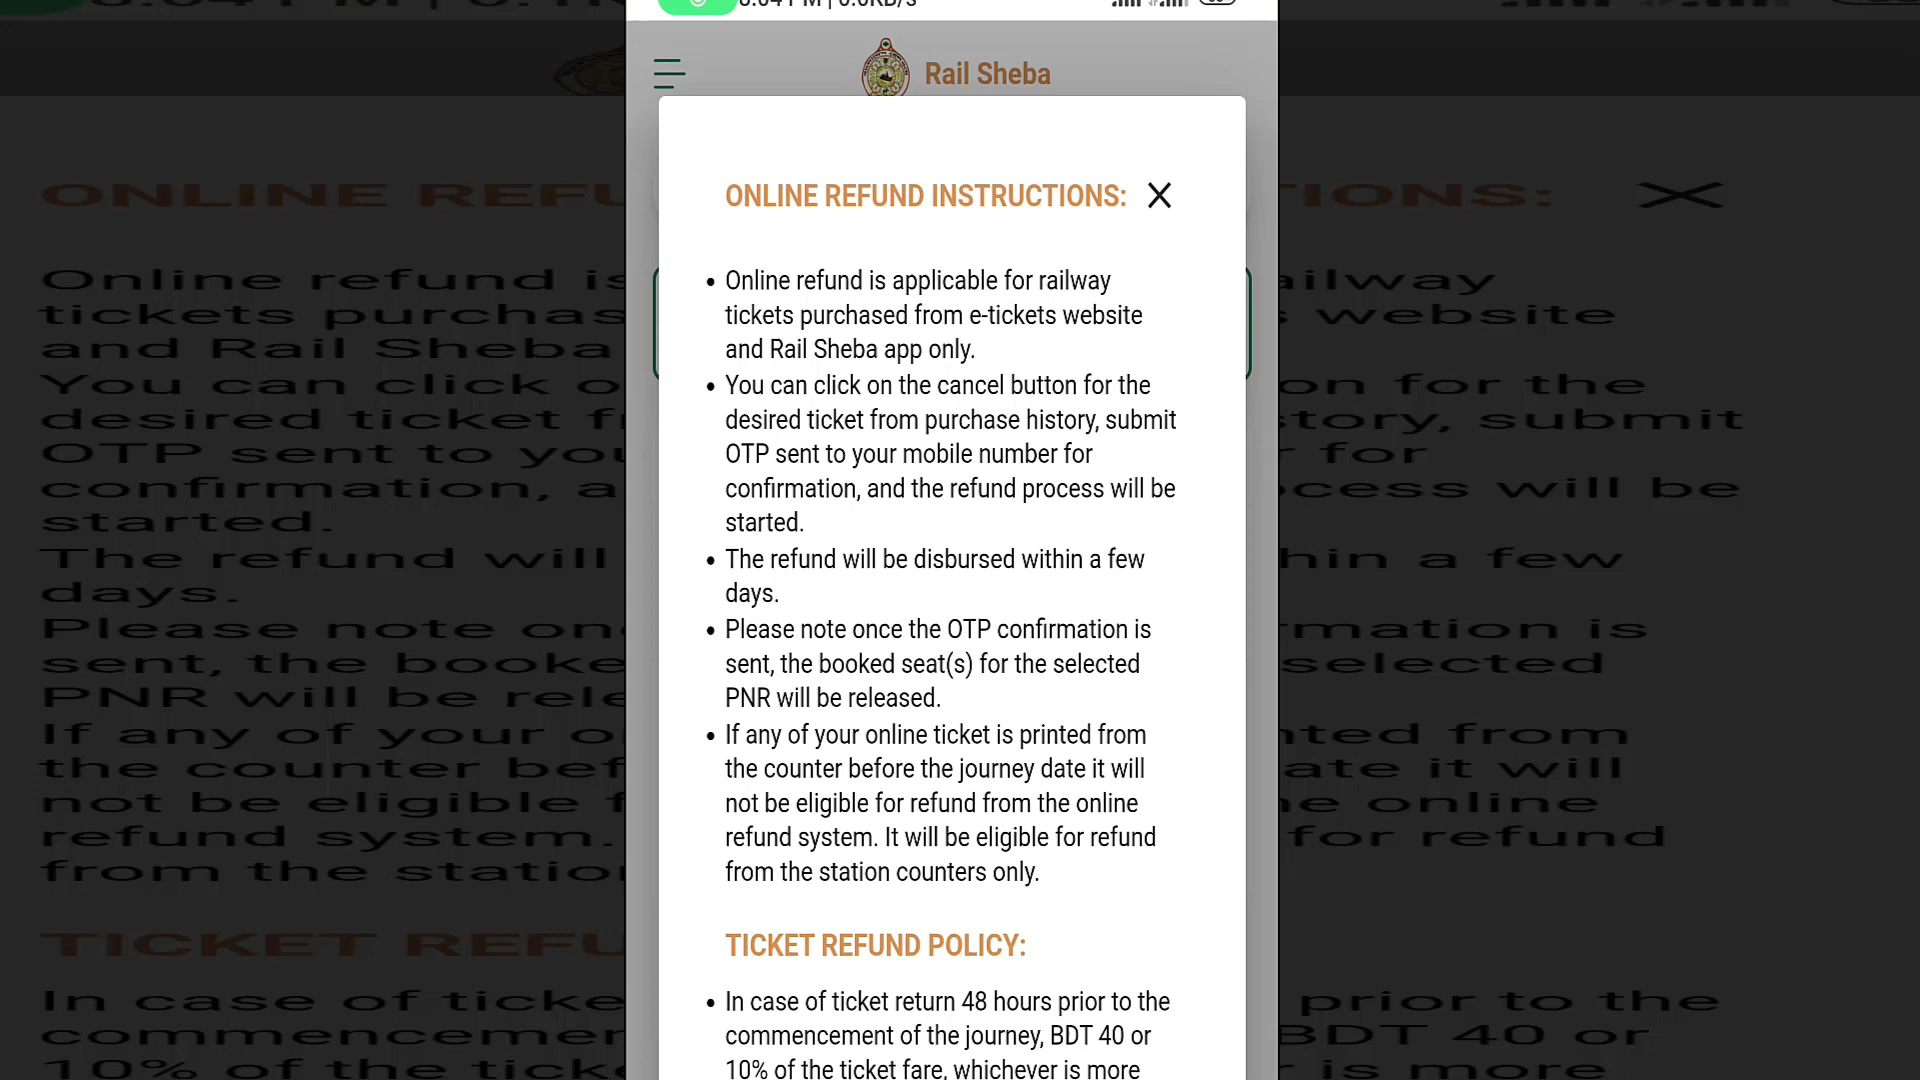 Rail Sheba
ONLINE REFUND INSTRUCTIONS:
• Online refund is applicable for railway
tickets purchased from e-tickets website
and Rail Sheba app only.
• You can click on the cancel button for the
desired ticket from purchase history, submit
OTP sent to your mobile number for
confirmation, and the refund process will be
started.
• The refund will be disbursed within a few
days.
• Please note once the OTP confirmation is
sent, the booked seat(s) for the selected
PNR will be released.
• If any of your online ticket is printed from
the counter before the journey date it will
not be eligible for refund from the online
refund system. It will be eligible for refund
from the station counters only.
TICKET REFUND POLICY:
• In case of ticket return 48 hours prior to the
commencement of the journey, BDT 40 or
10% of the ticket fare, whichever is more